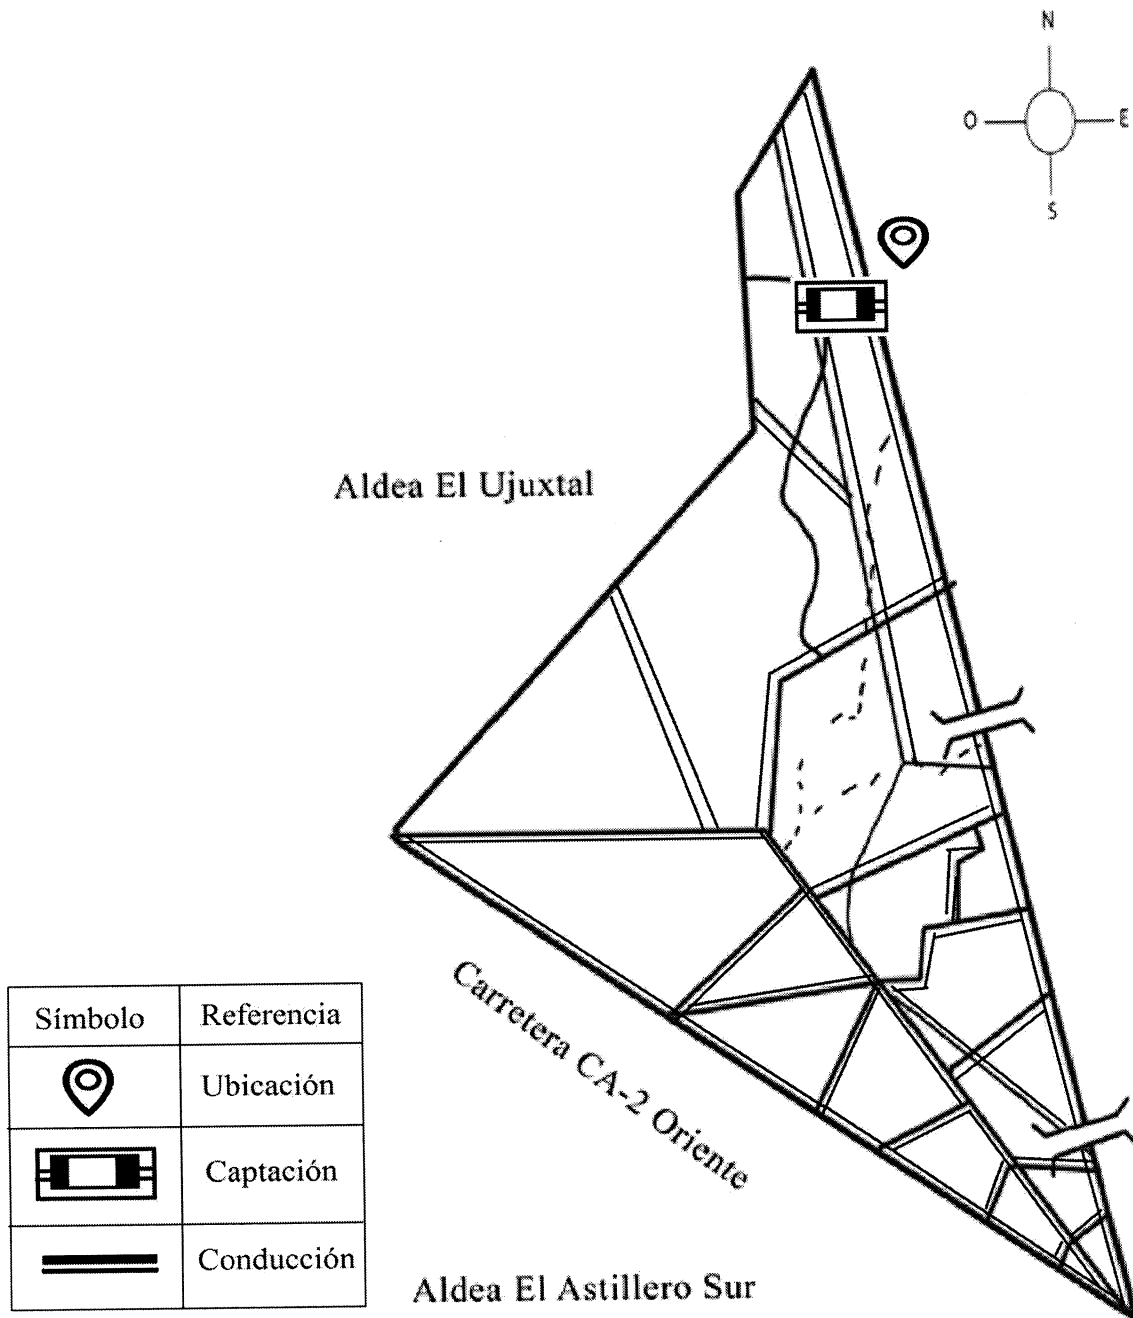 N
O
E
S
Aldea El Ujuxtal
Carretera CA-2 Oriente
Símbolo
Referencia
Ubicación
Captación
Conducción
Aldea El Astillero Sur